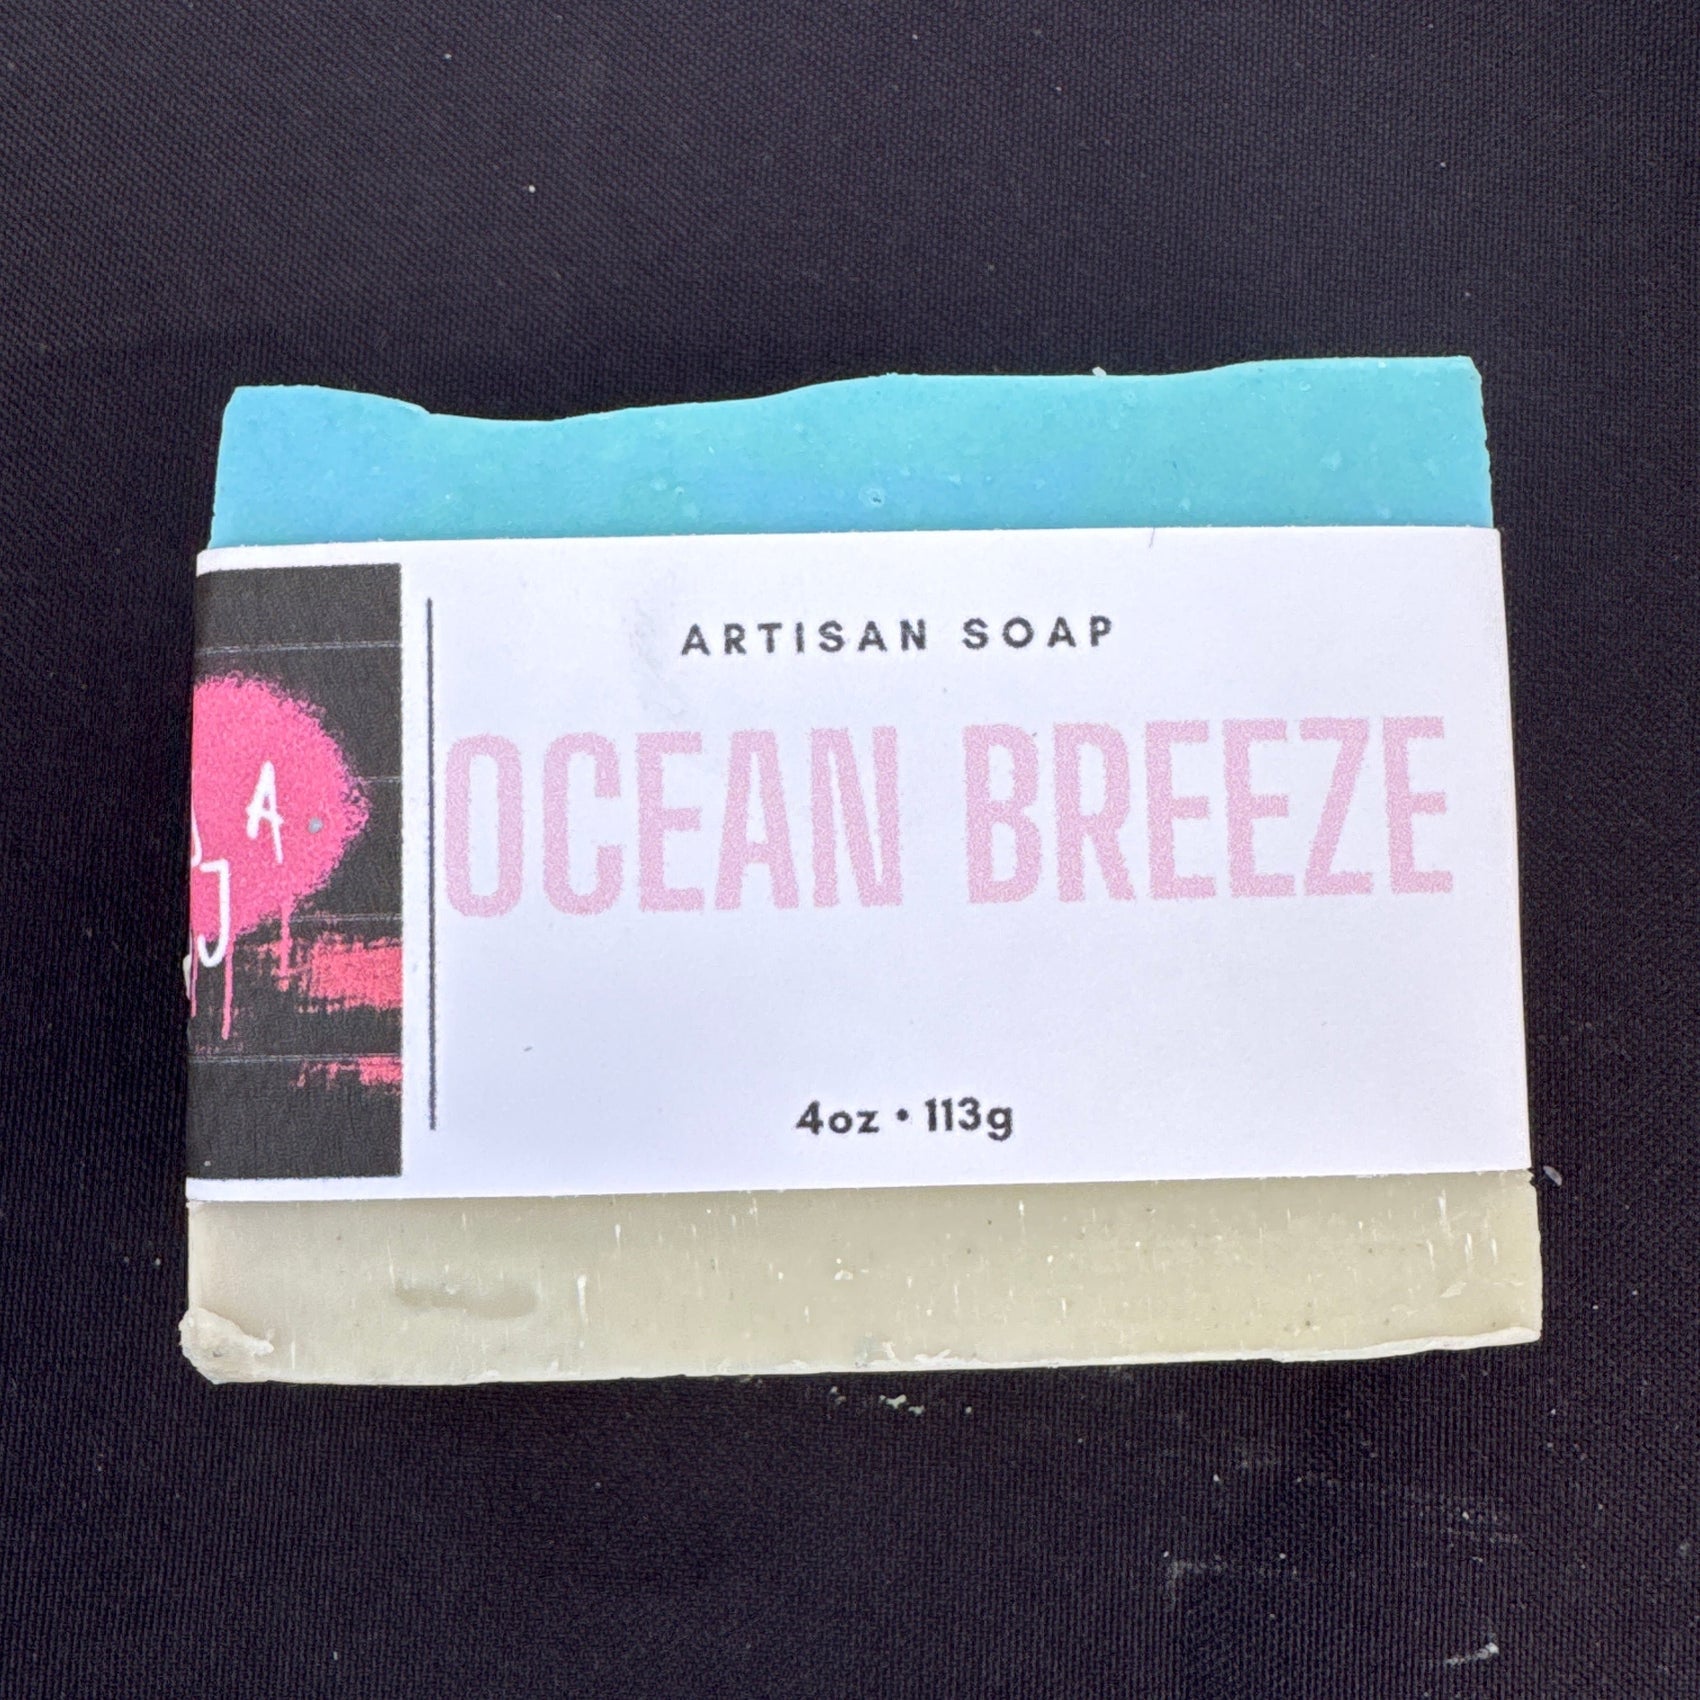 ARTISAN SOAP
OCEAN BREEZE
4oz • 113g
A
J